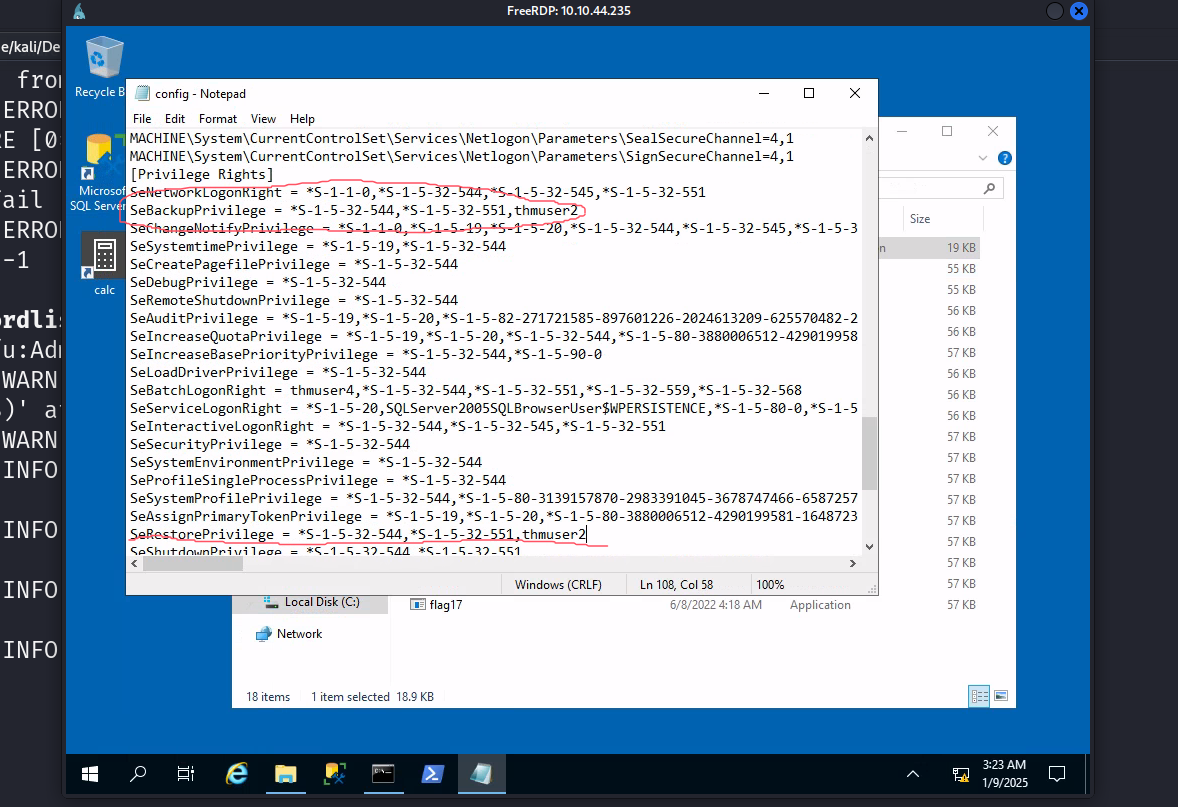 FreeRDP: 10.10.44.235
e/kali/De
from
ERRO
RE [0
ERROR
fail
ERROR
-1
ordlis
/u:Adm
WARN
)' at
WARN
INFO
INFO
INFO
INFO
Recycle B
Microsof
SQL Server
calc
config - Notepad
File Edit Format View Help
MACHINE\System\CurrentControlSet\Services\Netlogon\Parameters\SealSecureChannel=4,1
MACHINE\System\CurrentControlSet\Services\Netlogon\Parameters\SignSecureChannel=4,1
[Privilege Rights]
SeNetworkLogonRight = *S-1-1-0,*S-1-5-32-544,*S-1-5-32-545,*S-1-5-32-551
SeBackupPrivilege = *S-1-5-32-544,*S-1-5-32-551,thmuser2
SeChangeNotifyPrivilege = *S-1-1-0,*S-1-5-19,*S-1-5-20,*S-1-5-32-544,*S-1-5-32-545,*S-1-5-3
SeSystemtimePrivilege = *S-1-5-19,*S-1-5-32-544
SeCreatePagefilePrivilege = *S-1-5-32-544
SeDebugPrivilege = *S-1-5-32-544
SeRemoteShutdownPrivilege = *S-1-5-32-544
SeAuditPrivilege = *S-1-5-19,*S-1-5-20,*S-1-5-82-271721585-897601226-2024613209-625570482-2
SeIncreaseQuotaPrivilege = *S-1-5-19,*S-1-5-20,*S-1-5-32-544,*S-1-5-80-3880006512-429019958
SeIncreaseBasePriorityPrivilege = *S-1-5-32-544,*S-1-5-90-0
SeLoadDriverPrivilege = *S-1-5-32-544
SeBatchLogonRight = thmuser4,*S-1-5-32-544,*S-1-5-32-551,*S-1-5-32-559,*S-1-5-32-568
SeServiceLogonRight = *S-1-5-20,SQLServer2005SQLBrowserUser$WPERSISTENCE,*S-1-5-80-0,*S-1-5
SeInteractiveLogonRight = *S-1-5-32-544,*S-1-5-32-545,*S-1-5-32-551
SeSecurityPrivilege = *S-1-5-32-544
SeSystemEnvironmentPrivilege = *S-1-5-32-544
SeProfileSingleProcessPrivilege = *S-1-5-32-544
SeSystemProfilePrivilege = *S-1-5-32-544,*S-1-5-80-3139157870-2983391045-3678747466-6587257
SeAssignPrimaryTokenPrivilege = *S-1-5-19,*S-1-5-20,*S-1-5-80-3880006512-4290199581-1648723
SeRestorePrivilege = *S-1-5-32-544,*S-1-5-32-551,thmuser2
SeShutdownPrivilege = *S-1-5-32-544,*S-1-5-32-551
Windows (CRLF) Ln 108, Col 58 100%
Size
n 19 KB
55 KB
55 KB
56 KB
56 KB
57 KB
56 KB
56 KB
56 KB
57 KB
57 KB
57 KB
57 KB
57 KB
57 KB
57 KB
57 KB
Local Disk (C:) flag17 6/8/2022 4:18 AM Application 57 KB
Network
18 items 1 item selected 18.9 KB
3:23 AM
1/9/2025